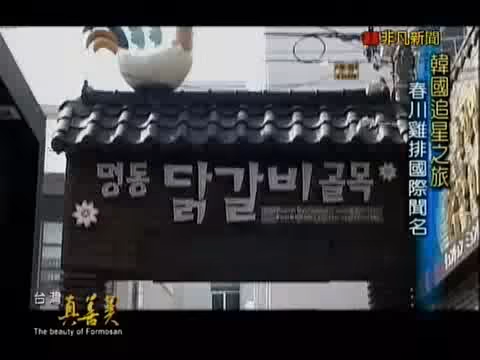 非凡新聞
韓國追星之旅
春川雞排國際聞名
명동 닭갈비골목
台灣
真善美
The beauty of Formosan